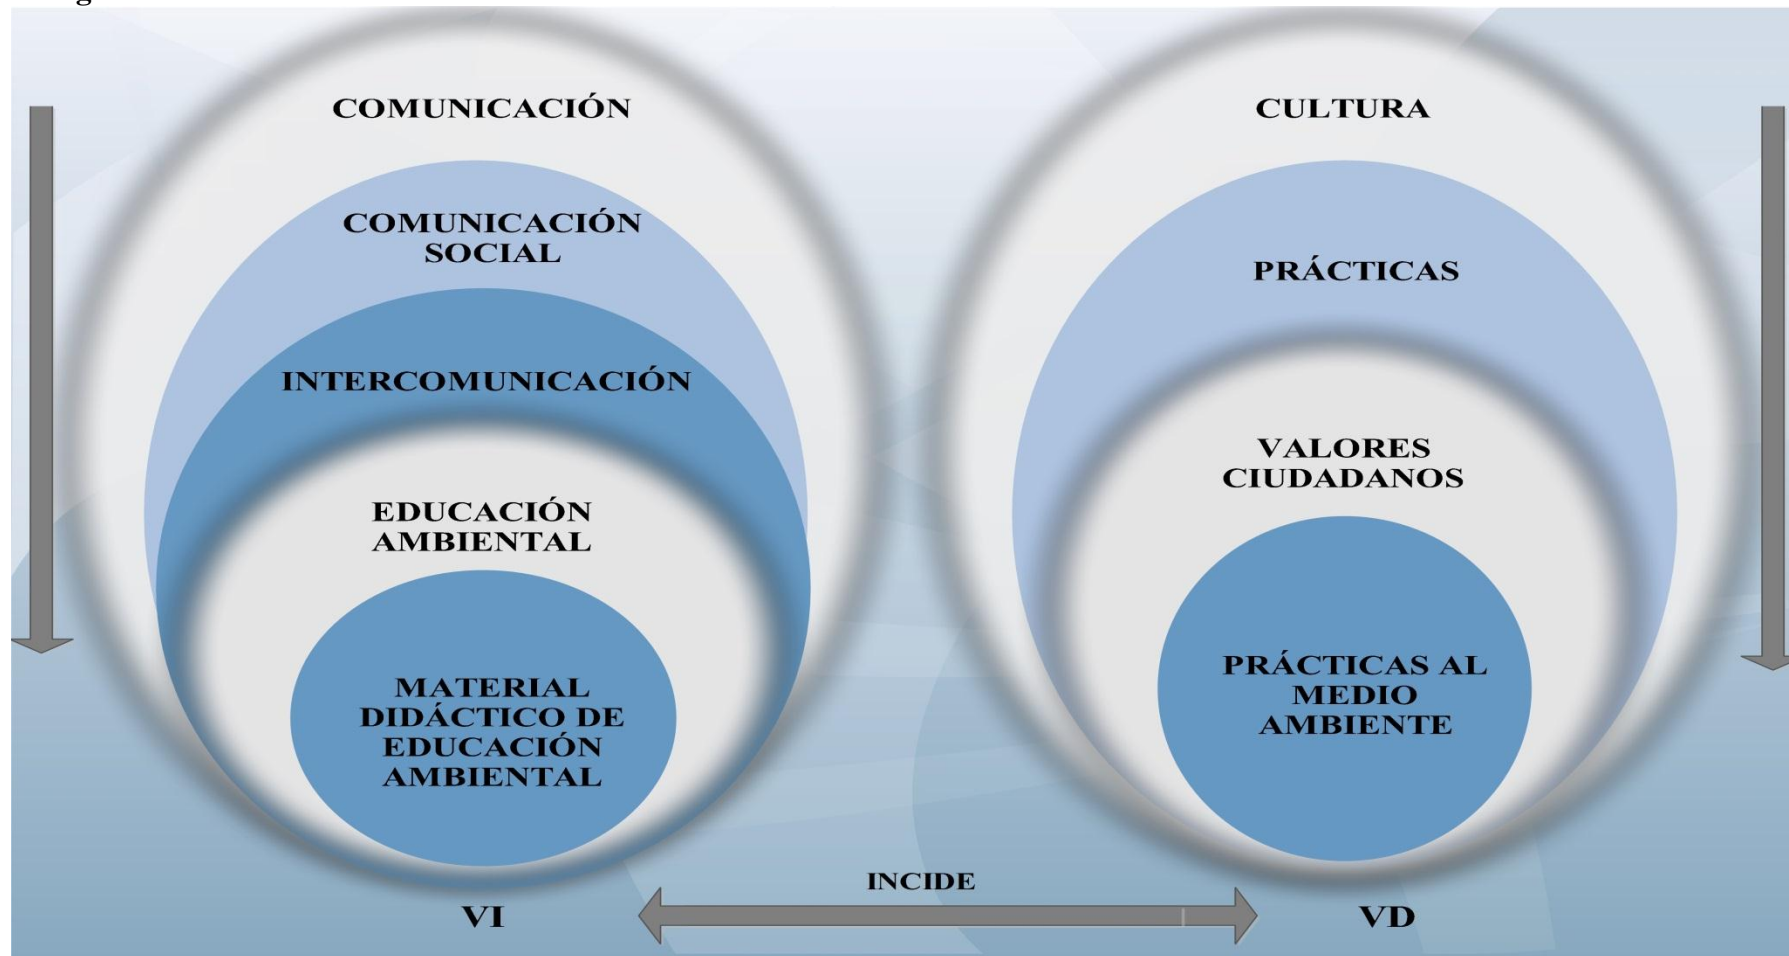 COMUNICACIÓN
COMUNICACIÓN
SOCIAL
INTERCOMUNICACIÓN
EDUCACIÓN
AMBIENTAL
MATERIAL
DIDÁCTICO DE
EDUCACIÓN
AMBIENTAL
VI
CULTURA
PRÁCTICAS
VALORES
CIUDADANOS
PRÁCTICAS AL
MEDIO
AMBIENTE
VD
INCIDE